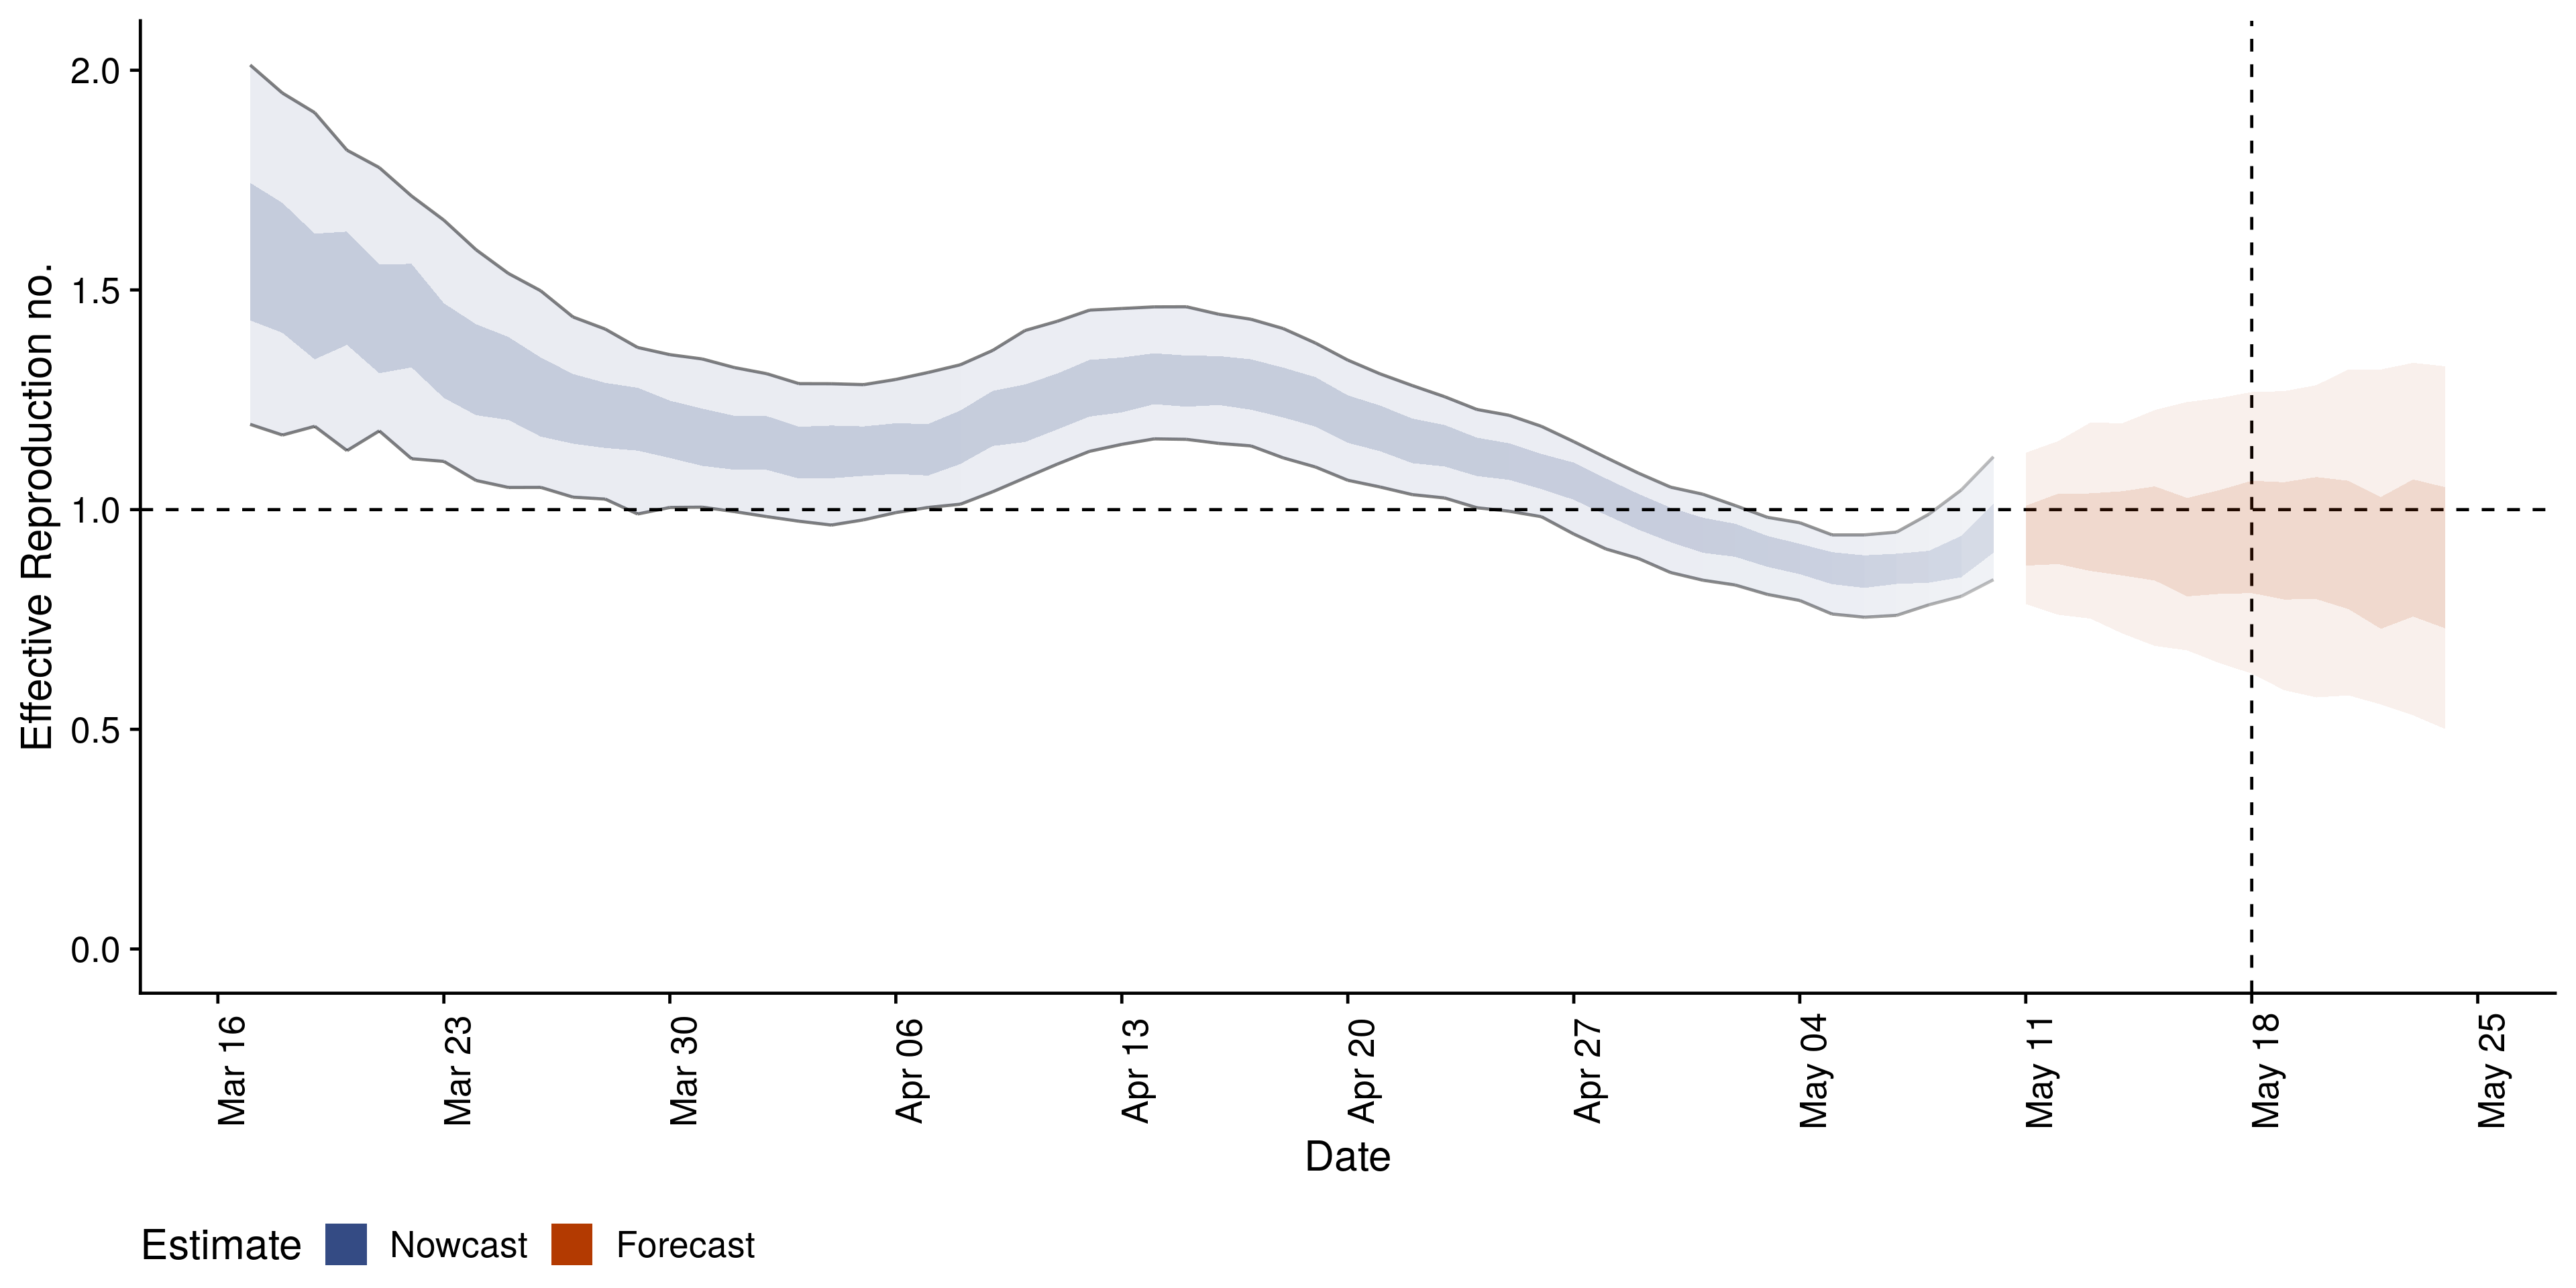 Effective Reproduction no.
2.0
1.5
1.0
0.5
0.0
Mar 16
Mar 23
Mar 30
Apr 06
Apr 13
Apr 20
Apr 27
May 04
May 11
May 18
May 25
Date
Estimate Nowcast Forecast